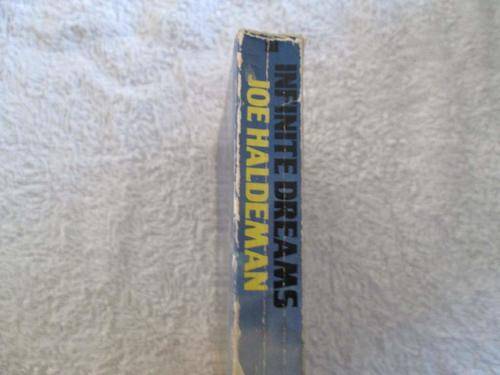 INFINITE DREAMS
JOE HALDEMAN